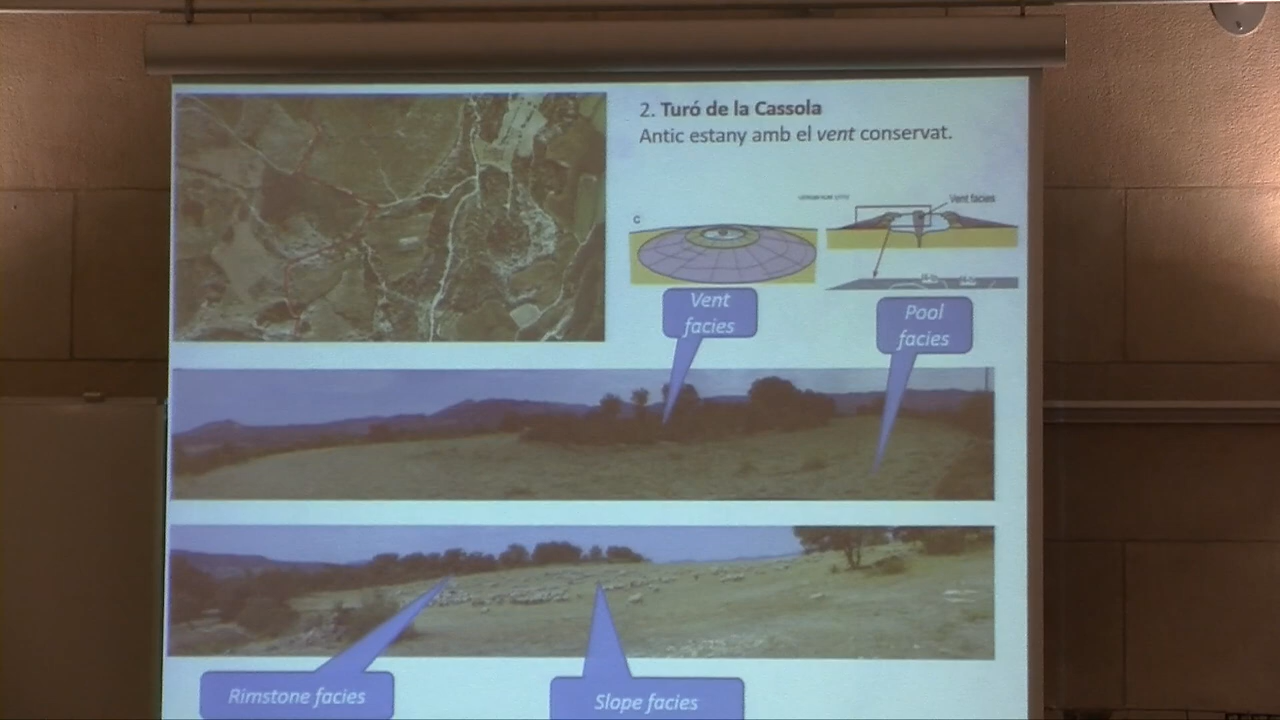 2. Turó de la Cassola
Antic estany amb el vent conservat.
C
Vent facies
Vent
facies
Pool
facies
Rimstone facies
Slope facies